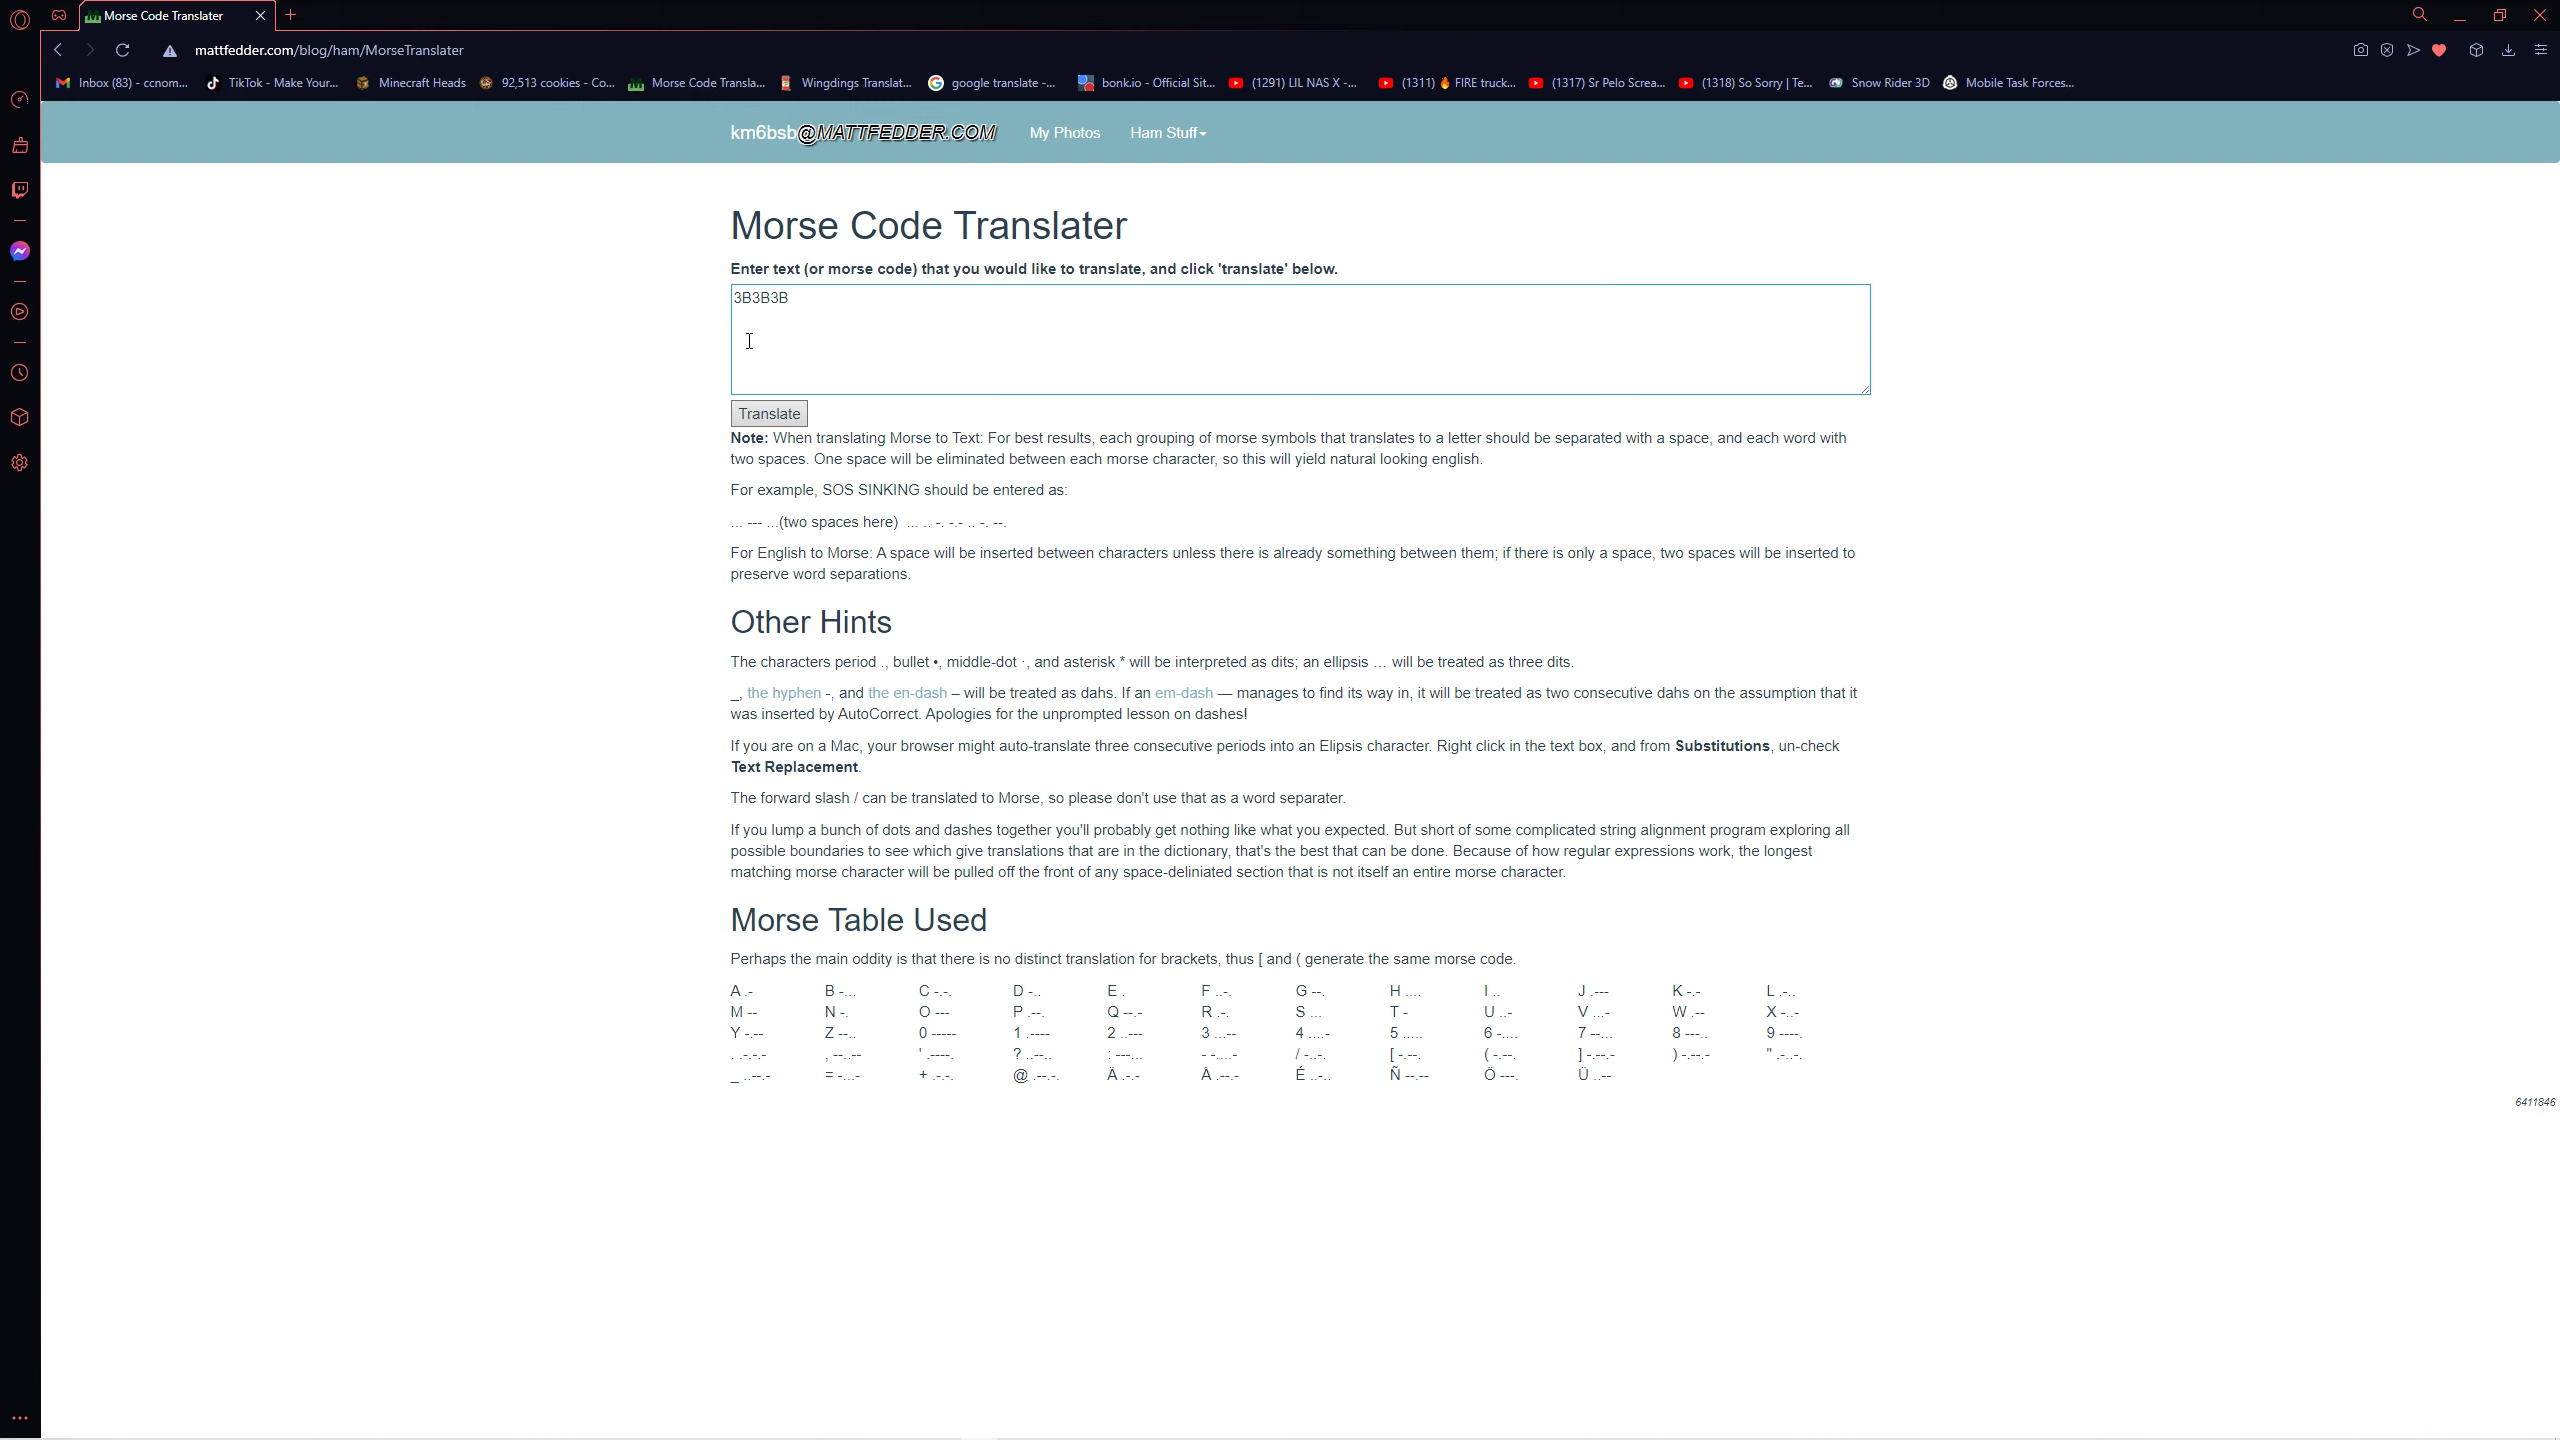 Morse Code Translater
mattfedder.com/blog/ham/MorseTranslater
Inbox (83) - ccnom... TikTok - Make Your... Minecraft Heads 92,513 cookies - Co... Morse Code Transla... Wingdings Translat... google translate -... bonk.io - Official Sit... (1291) LIL NAS X -... (1311) 🔥 FIRE truck... (1317) Sr Pelo Screa... (1318) So Sorry | Te... Snow Rider 3D Mobile Task Forces...
km6bsb@MATTFEDDER.COM My Photos Ham Stuff
Morse Code Translater
Enter text (or morse code) that you would like to translate, and click 'translate' below.
3B3B3B
Translate
Note: When translating Morse to Text: For best results, each grouping of morse symbols that translates to a letter should be separated with a space, and each word with
two spaces. One space will be eliminated between each morse character, so this will yield natural looking english.
For example, SOS SINKING should be entered as:
... --- ...(two spaces here) ... .. -. -.- .. -. --.
For English to Morse: A space will be inserted between characters unless there is already something between them; if there is only a space, two spaces will be inserted to
preserve word separations.
Other Hints
The characters period ., bullet •, middle-dot ·, and asterisk * will be interpreted as dits; an ellipsis … will be treated as three dits.
_, the hyphen -, and the en-dash – will be treated as dahs. If an em-dash — manages to find its way in, it will be treated as two consecutive dahs on the assumption that it
was inserted by AutoCorrect. Apologies for the unprompted lesson on dashes!
If you are on a Mac, your browser might auto-translate three consecutive periods into an Elipsis character. Right click in the text box, and from Substitutions, un-check
Text Replacement.
The forward slash / can be translated to Morse, so please don't use that as a word separater.
If you lump a bunch of dots and dashes together you'll probably get nothing like what you expected. But short of some complicated string alignment program exploring all
possible boundaries to see which give translations that are in the dictionary, that's the best that can be done. Because of how regular expressions work, the longest
matching morse character will be pulled off the front of any space-deliniated section that is not itself an entire morse character.
Morse Table Used
Perhaps the main oddity is that there is no distinct translation for brackets, thus [ and ( generate the same morse code.
A .- B -... C -.-. D -.. E . F ..-. G --. H .... I .. J .--- K -.- L .-..
M -- N -. O --- P .--. Q --.- R .-. S ... T - U ..- V ...- W .-- X -..-
Y -.-- Z --.. 0 ----- 1 .---- 2 ..--- 3 ...-- 4 ....- 5 ..... 6 -.... 7 --... 8 ---.. 9 ----.
. .-.-.- , --..-- ' .----. ? ..--.. : ---... - -....- / -..-. [ -.--. ( -.--. ] -.--.- ) -.--.- " .-..-.
_ ..--.- = -...- + .-.-. @ .--.-. Ä .-.- Å .--.- É ..-.. Ñ --.-- Ö ---. Ü ..--
6411846